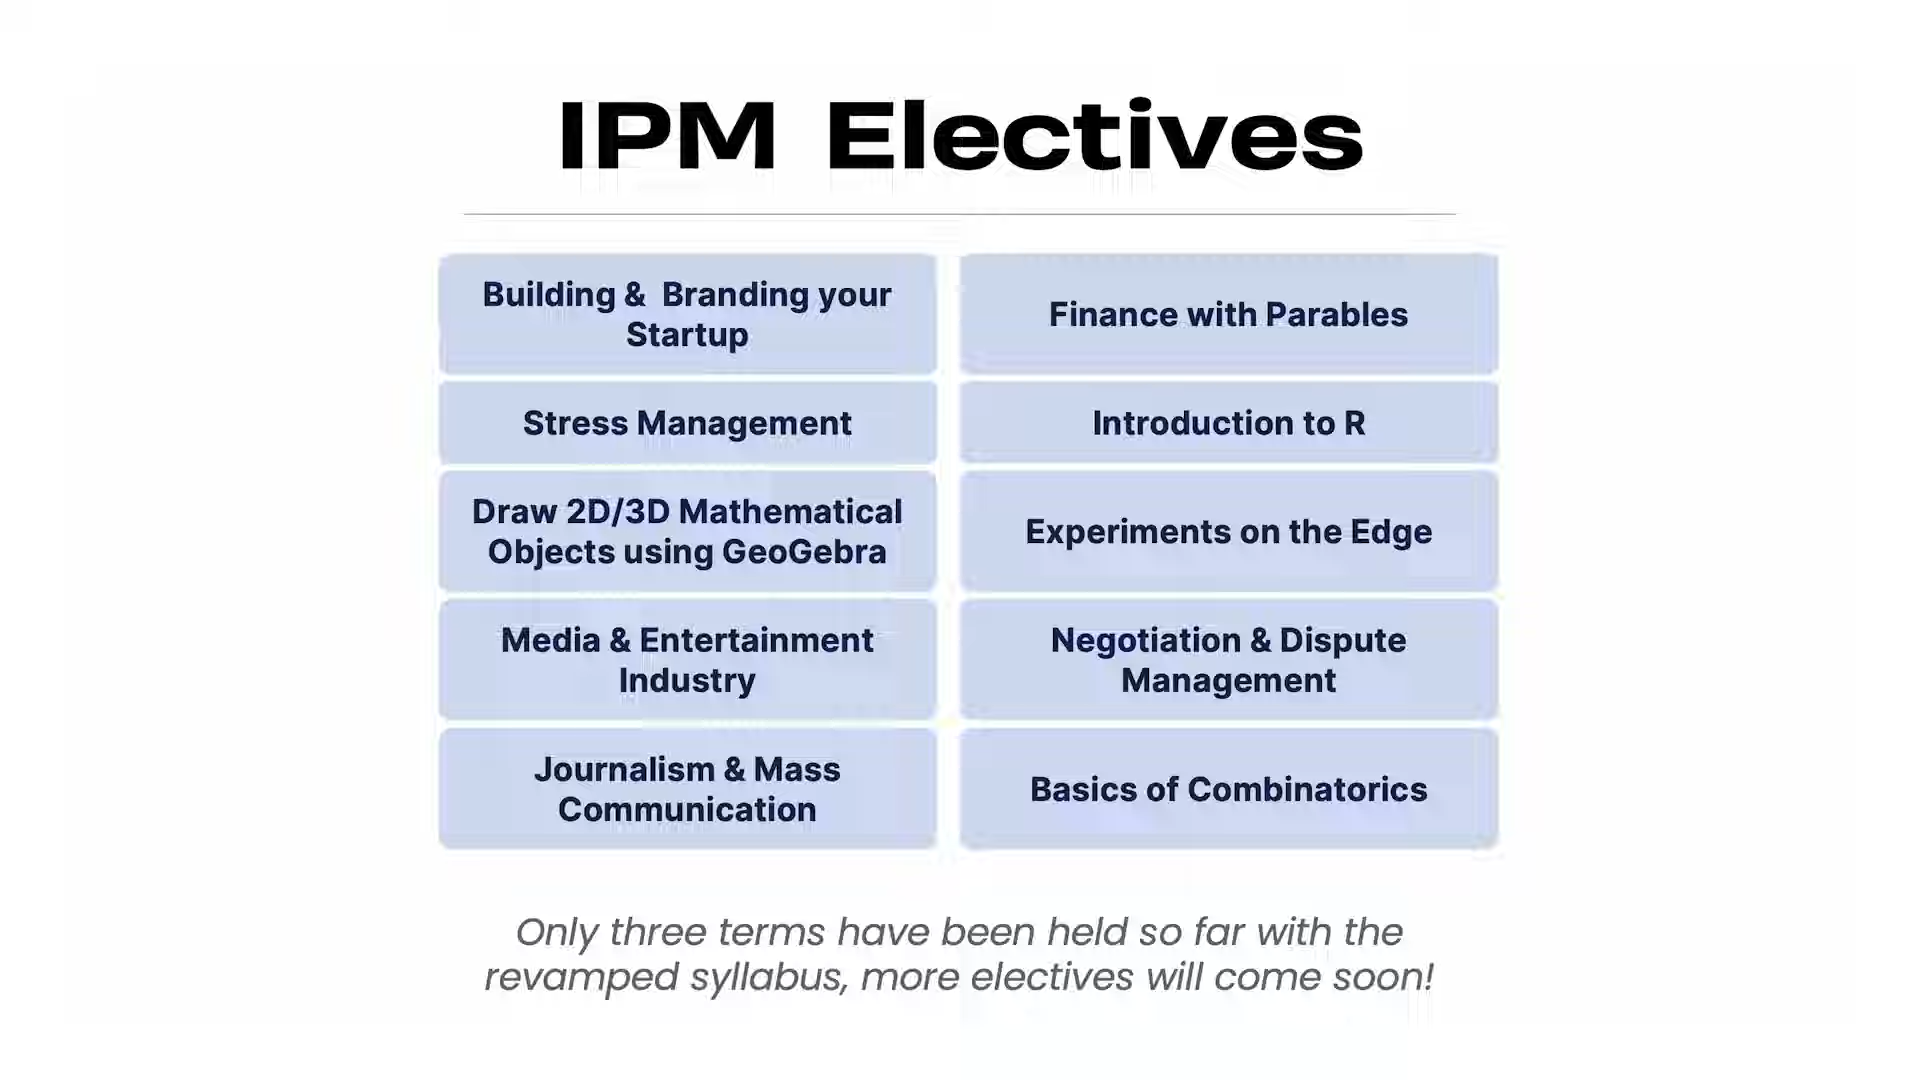 IPM Electives
Building & Branding your
Startup
Finance with Parables
Stress Management
Introduction to R
Draw 2D/3D Mathematical
Objects using GeoGebra
Experiments on the Edge
Media & Entertainment
Industry
Negotiation & Dispute
Management
Journalism & Mass
Communication
Basics of Combinatorics
Only three terms have been held so far with the
revamped syllabus, more electives will come soon!